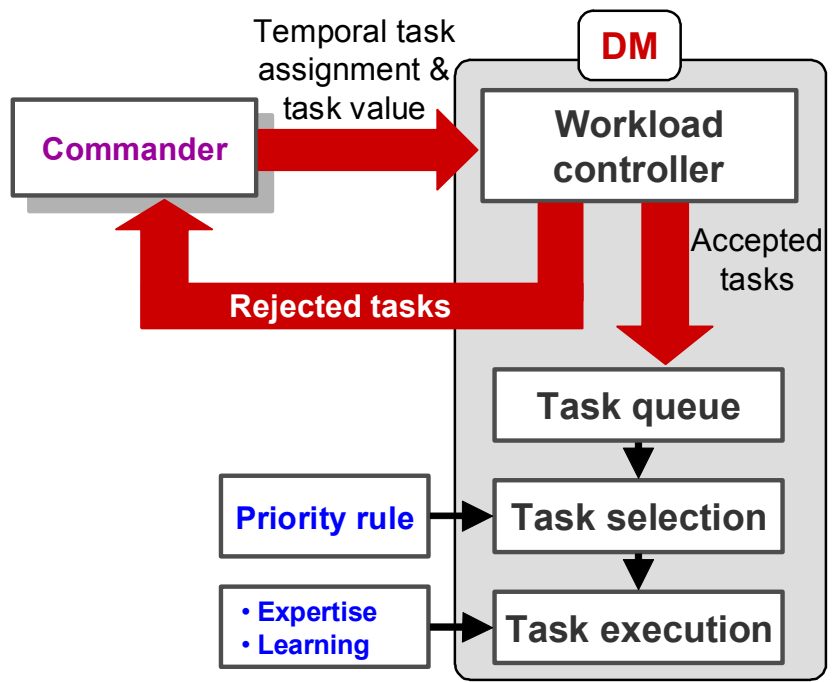 Temporal task
assignment &
task value
DM
Commander
Workload
controller
Accepted
tasks
Rejected tasks
Task queue
Priority rule
Task selection
• Expertise
• Learning
Task execution